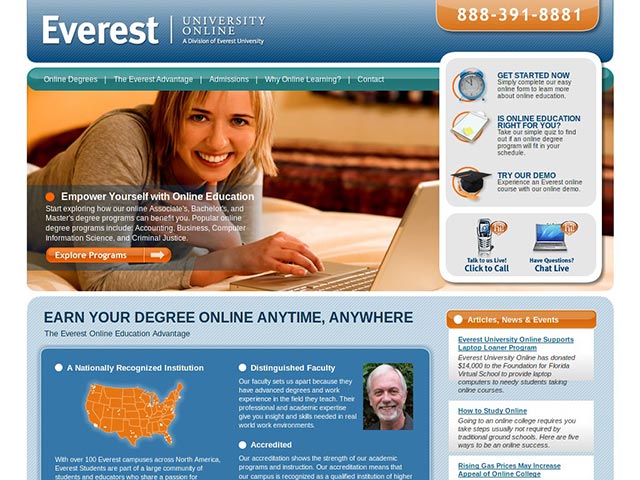 Everest
UNIVERSITY
ONLINE
A Division of Everest University
888-391-8881
Online Degrees | The Everest Advantage | Admissions | Why Online Learning? | Contact
GET STARTED NOW
Simply complete our easy
online form to learn more
about online education.
IS ONLINE EDUCATION
RIGHT FOR YOU?
Take our simple quiz to find
out if an online degree
program will fit in your
schedule.
TRY OUR DEMO
Experience an Everest online
course with our online demo.
Empower Yourself with Online Education
Start exploring how our online Associate's, Bachelor's, and
Master's degree programs can benefit you. Popular online
degree programs include: Accounting, Business, Computer
Information Science, and Criminal Justice.
Explore Programs
Talk to us Live!
Click to Call
Have Questions?
Chat Live
EARN YOUR DEGREE ONLINE ANYTIME, ANYWHERE
The Everest Online Education Advantage
A Nationally Recognized Institution
With over 100 Everest campuses across North America,
Everest Students are part of a large community of
students and educators who share a passion for
Distinguished Faculty
Our faculty sets us apart because they
have advanced degrees and work
experience in the field they teach. Their
professional and academic expertise
give you insight and skills needed in real
world work environments.
Accredited
Our accreditation shows the strength of our academic
programs and instruction. Our accreditation means that
our campus is recognized as a qualified institution of higher
Articles, News & Events
Everest University Online Supports
Laptop Loaner Program
Everest University Online has donated
$14,000 to the Foundation for Florida
Virtual School to provide laptop
computers to needy students taking
online courses.
How to Study Online
Going to an online college requires you
take steps usually not required by
traditional ground schools. Here are five
ways to be an online success.
Rising Gas Prices May Increase
Appeal of Online College